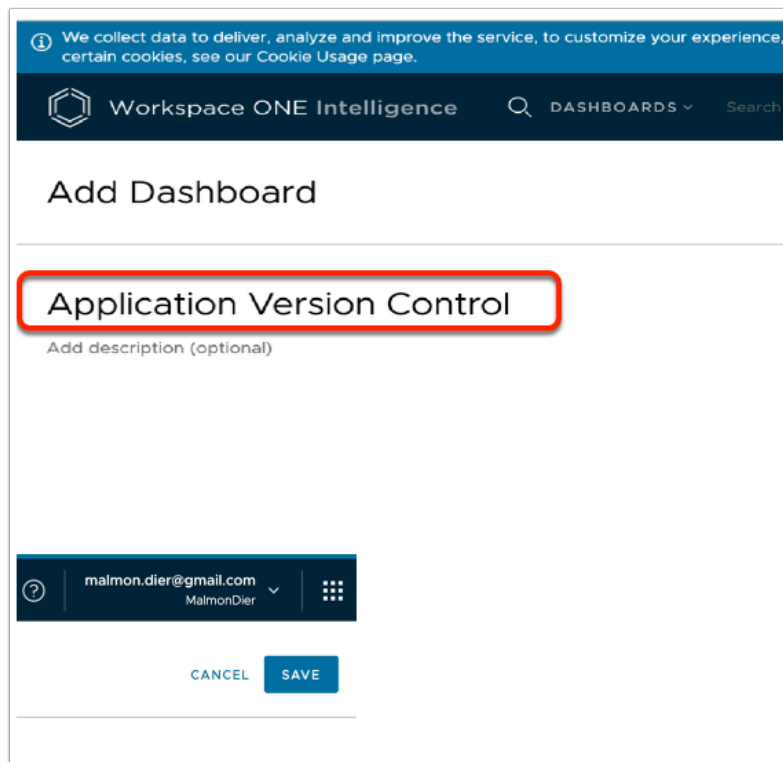 We collect data to deliver, analyze and improve the service, to customize your experience,
certain cookies, see our Cookie Usage page.
Workspace ONE Intelligence DASHBOARDS Search
Add Dashboard
Application Version Control
Add description (optional)
malmon.dier@gmail.com
MalmonDier
CANCEL SAVE